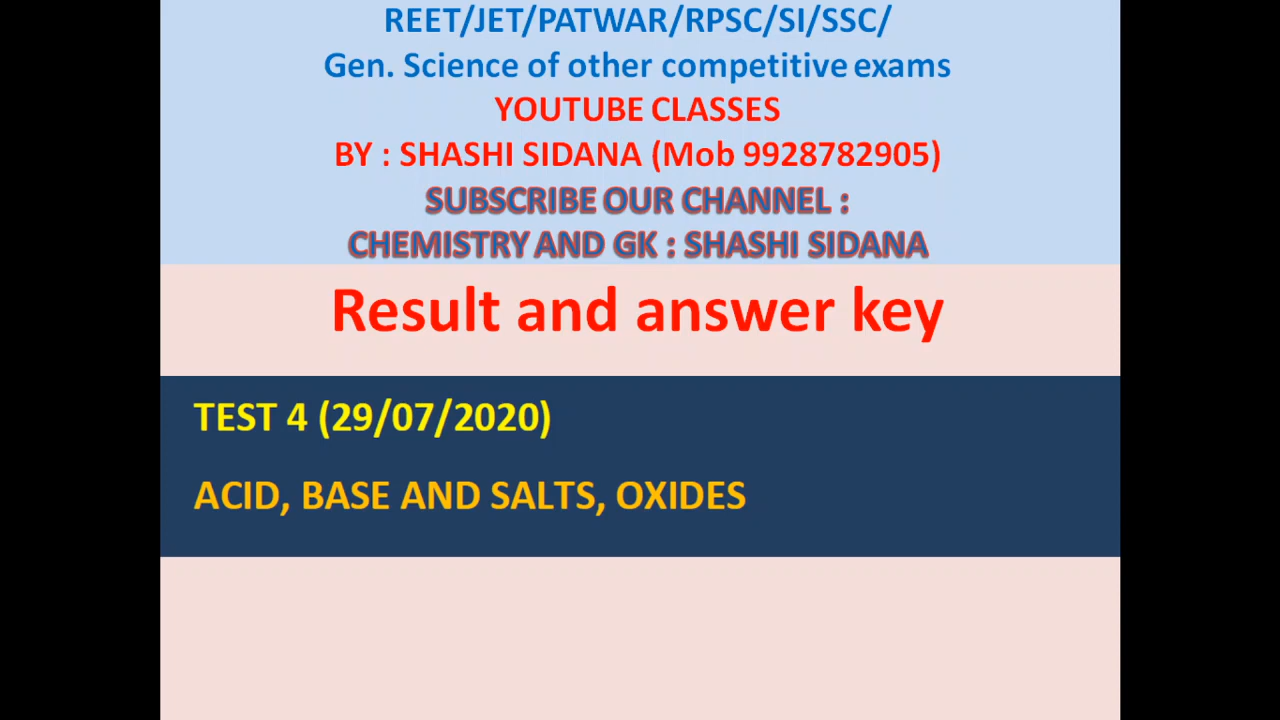 REET/JET/PATWAR/RPSC/SI/SSC/
Gen. Science of other competitive exams
YOUTUBE CLASSES
BY : SHASHI SIDANA (Mob 9928782905)
SUBSCRIBE OUR CHANNEL :
CHEMISTRY AND GK : SHASHI SIDANA
Result and answer key
TEST 4 (29/07/2020)
ACID, BASE AND SALTS, OXIDES